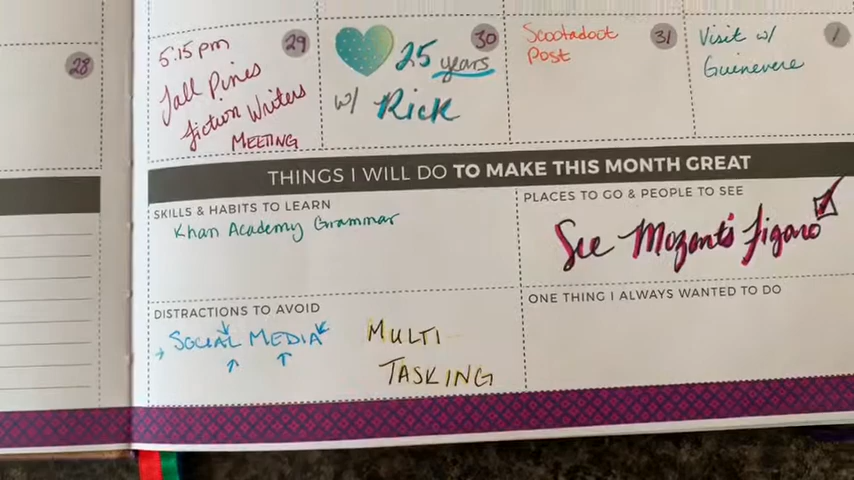 28
5:15 pm
29
Tall Pines
Fiction Writers
MEETING
25 years
30
w/ Rick
Scootadoot
Post
31
Visit w/
Guenevere
1
THINGS I WILL DO TO MAKE THIS MONTH GREAT
SKILLS & HABITS TO LEARN
Khan Academy Grammar
PLACES TO GO & PEOPLE TO SEE
See Mozart's Figaro
DISTRACTIONS TO AVOID
SOCIAL MEDIA
MULTI
TASKING
ONE THING I ALWAYS WANTED TO DO